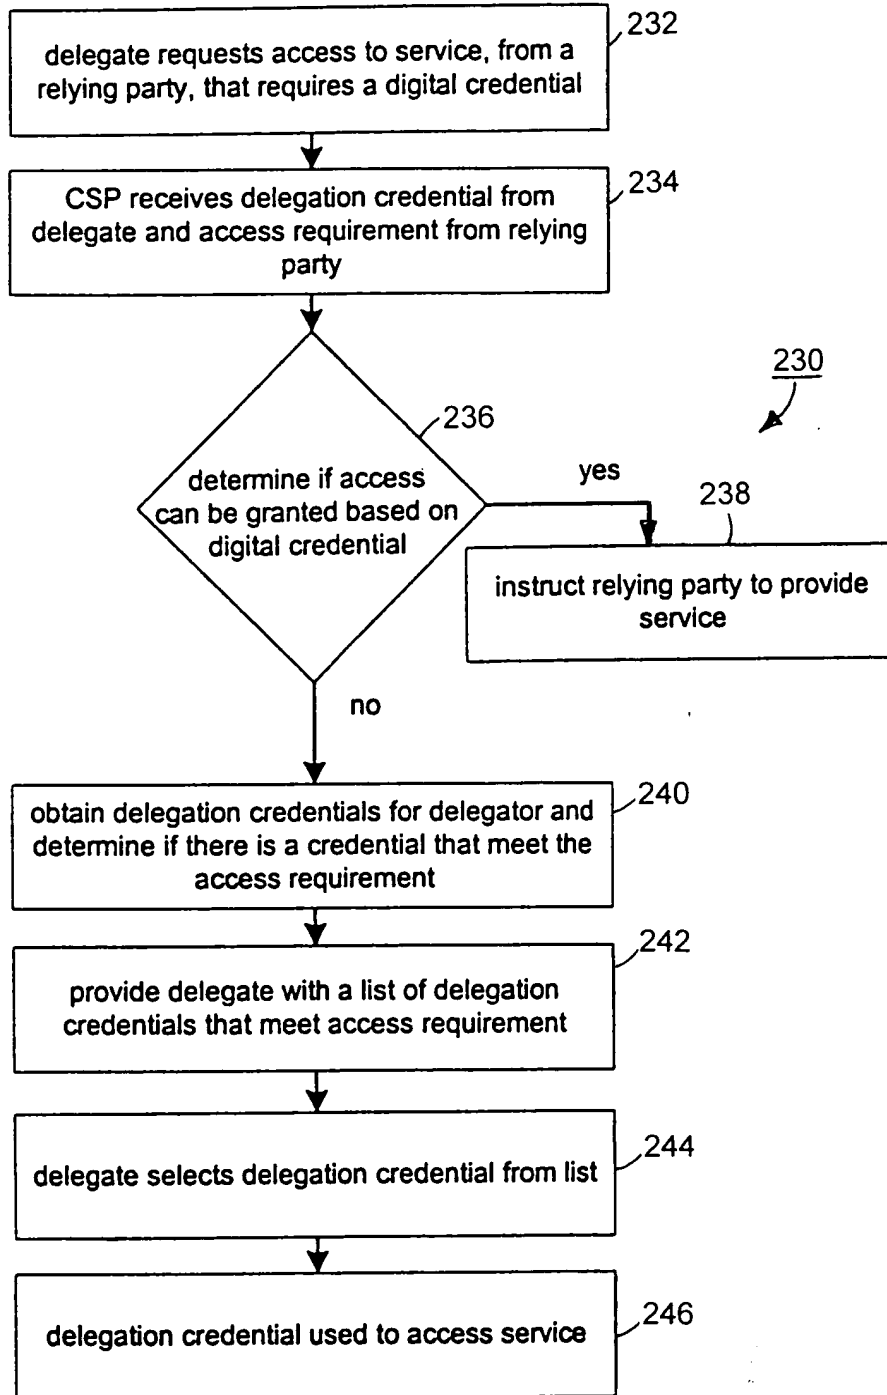 delegate requests access to service, from a
relying party, that requires a digital credential
232
CSP receives delegation credential from
delegate and access requirement from relying
party
234
230
236
determine if access
can be granted based on
digital credential
yes
238
instruct relying party to provide
service
no
240
obtain delegation credentials for delegator and
determine if there is a credential that meet the
access requirement
242
provide delegate with a list of delegation
credentials that meet access requirement
244
delegate selects delegation credential from list
246
delegation credential used to access service